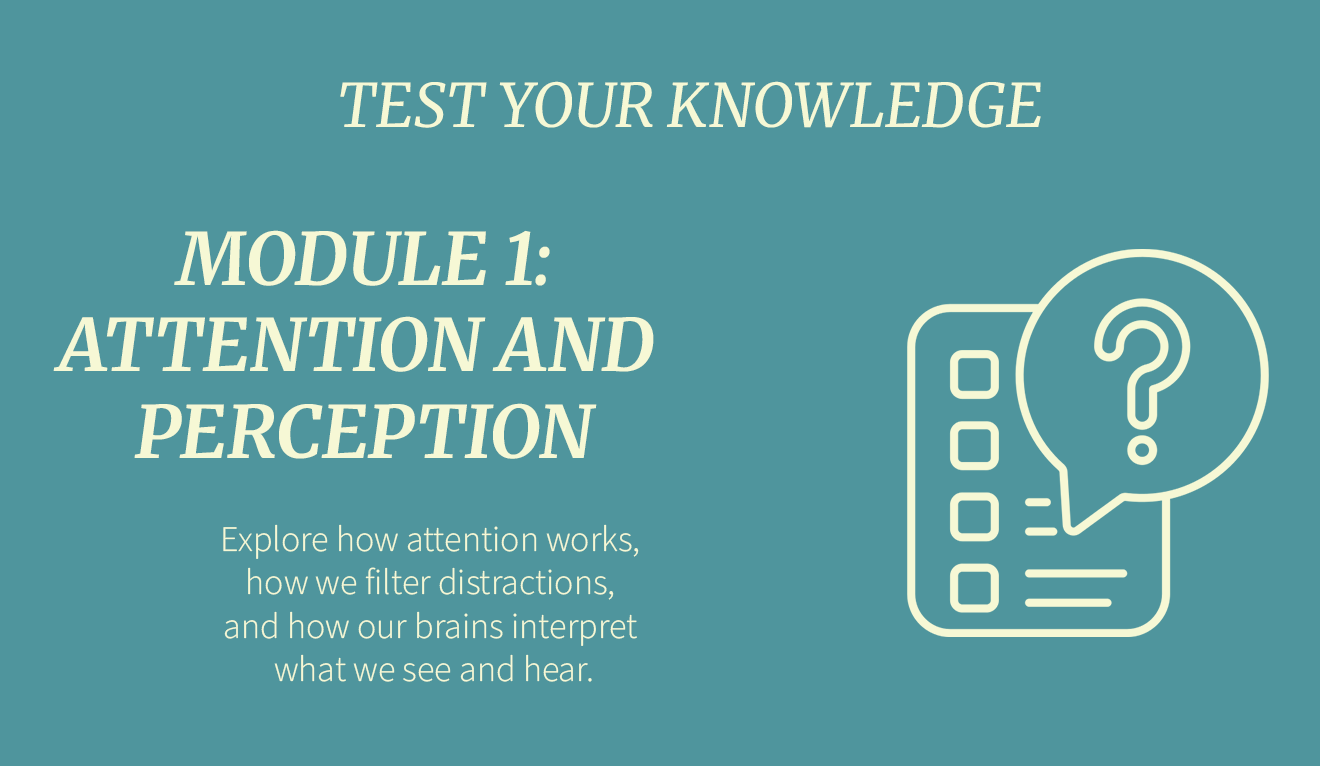 TEST YOUR KNOWLEDGE
MODULE 1:
ATTENTION AND
PERCEPTION
Explore how attention works,
how we filter distractions,
and how our brains interpret
what we see and hear.
?